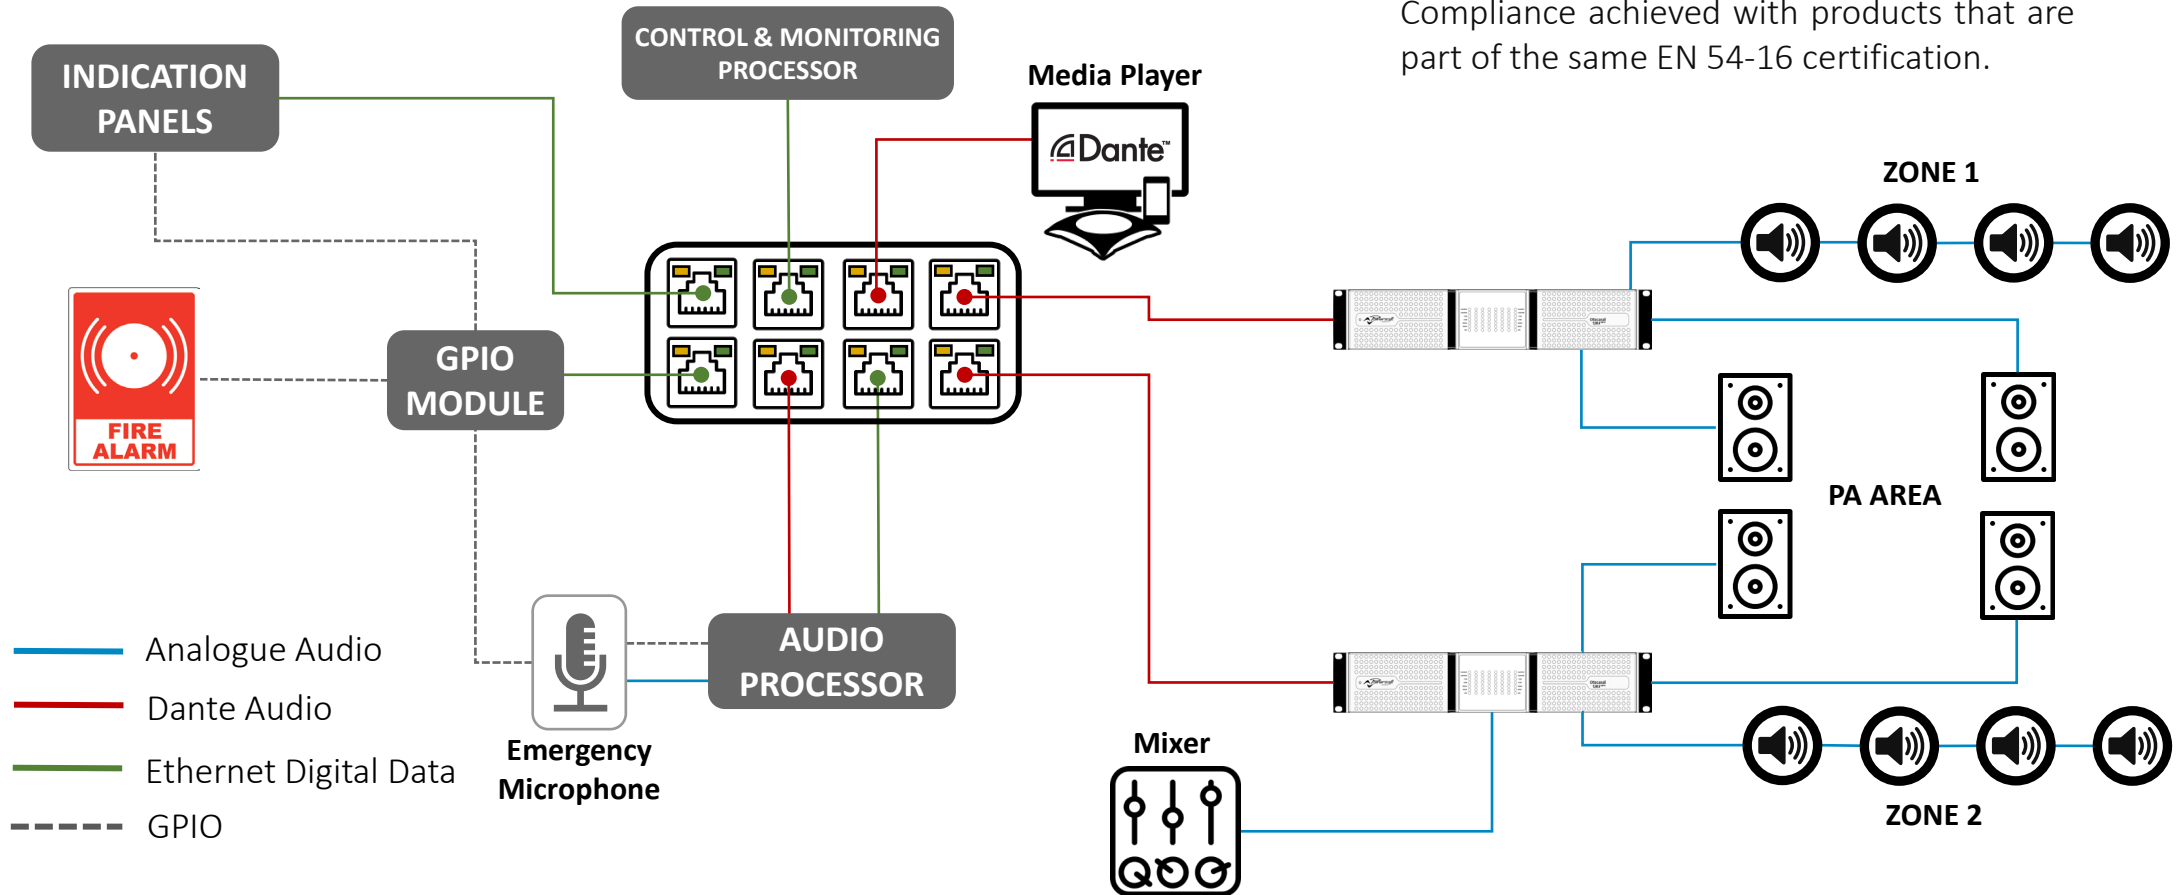 Compliance achieved with products that are
part of the same EN 54-16 certification.
INDICATION
PANELS
CONTROL & MONITORING
PROCESSOR
Media Player
Dante™
ZONE 1
FIRE
ALARM
GPIO
MODULE
PA AREA
AUDIO
PROCESSOR
Emergency
Microphone
Mixer
ZONE 2
Analogue Audio
Dante Audio
Ethernet Digital Data
GPIO